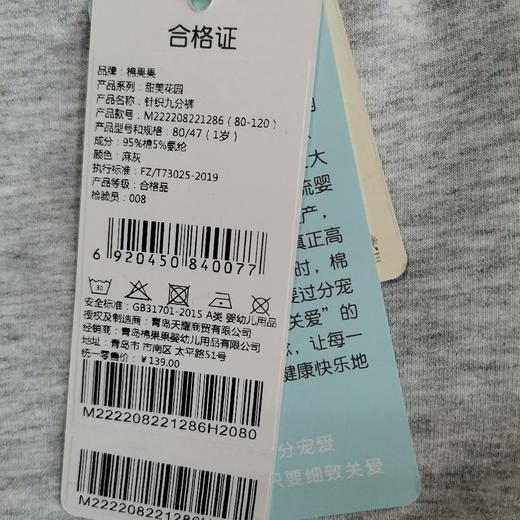 合格证
品牌：棉果果
产品系列：甜美花园
产品名称：针织九分裤
产品款号：M222208221286（80-120）
产品型号和规格：80/47（1岁）
成分：95%棉5%氨纶
颜色：麻灰
执行标准：FZ/T73025-2019
产品等级：合格品
检验员：008
6 920450 840077
30
安全标准：GB31701-2015 A类 婴幼儿用品
授权及制造商：青岛天耀商贸有限公司
经销商：青岛棉果果婴幼儿用品有限公司
地址：青岛市 市南区 太平路51号
统一零售价：￥139.00
M222208221286H2080
大
流婴
产，
真正高
时，棉
要过分宠
关爱”的
，让每一
健康快乐地
分宠爱
只要细致关爱